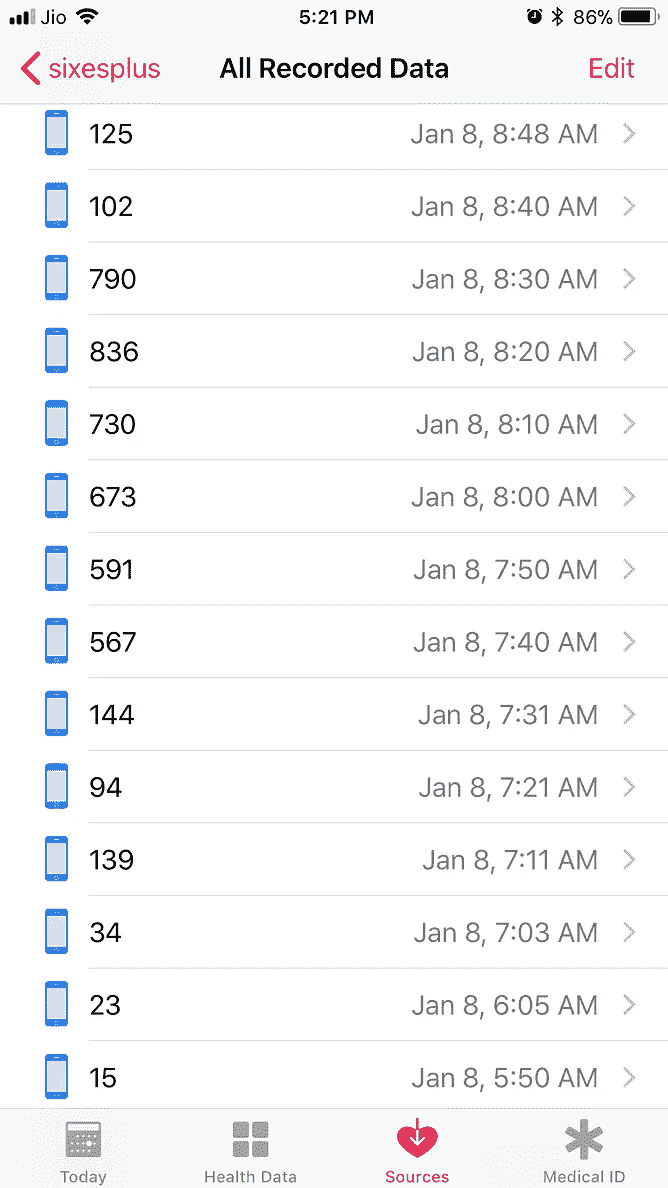 Jio 5:21 PM 86%
sixesplus All Recorded Data Edit
125 Jan 8, 8:48 AM
102 Jan 8, 8:40 AM
790 Jan 8, 8:30 AM
836 Jan 8, 8:20 AM
730 Jan 8, 8:10 AM
673 Jan 8, 8:00 AM
591 Jan 8, 7:50 AM
567 Jan 8, 7:40 AM
144 Jan 8, 7:31 AM
94 Jan 8, 7:21 AM
139 Jan 8, 7:11 AM
34 Jan 8, 7:03 AM
23 Jan 8, 6:05 AM
15 Jan 8, 5:50 AM
Today Health Data Sources Medical ID